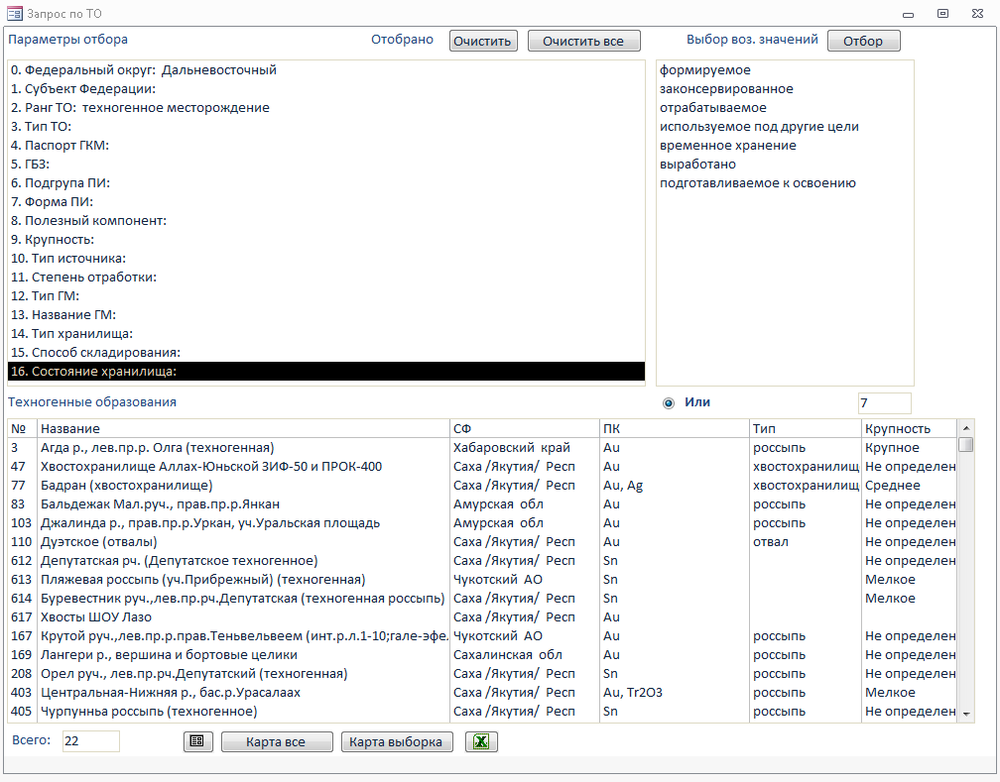 Запрос по ТО
Параметры отбора Отобрано Очистить Очистить все Выбор воз. значений Отбор
0. Федеральный округ: Дальневосточный
1. Субъект Федерации:
2. Ранг ТО: техногенное месторождение
3. Тип ТО:
4. Паспорт ГКМ:
5. ГБЗ:
6. Подгрупа ПИ:
7. Форма ПИ:
8. Полезный компонент:
9. Крупность:
10. Тип источника:
11. Степень отработки:
12. Тип ГМ:
13. Название ГМ:
14. Тип хранилища:
15. Способ складирования:
16. Состояние хранилища:
формируемое
законсервированное
отрабатываемое
используемое под другие цели
временное хранение
выработано
подготавливаемое к освоению
Техногенные образования Или 7
№ Название СФ ПК Тип Крупность
3 Агда р., лев.пр.р. Олга (техногенная) Хабаровский край Au россыпь Крупное
47 Хвостохранилище Аллах-Юньской ЗИФ-50 и ПРОК-400 Саха /Якутия/ Респ Au хвостохранилищ Не определен
77 Бадран (хвостохранилище) Саха /Якутия/ Респ Au, Ag хвостохранилищ Среднее
83 Бальдежак Мал.руч., прав.пр.р.Янкан Амурская обл Au россыпь Не определен
103 Джалинда р., прав.пр.р.Уркан, уч.Уральская площадь Амурская обл Au россыпь Не определен
110 Дуэтское (отвалы) Саха /Якутия/ Респ Au отвал Не определен
612 Депутатская рч. (Депутатское техногенное) Саха /Якутия/ Респ Sn Не определен
613 Пляжевая россыпь (уч.Прибрежный) (техногенная) Чукотский АО Sn Мелкое
614 Буревестник руч.,лев.пр.рч.Депутатская (техногенная россыпь) Саха /Якутия/ Респ Sn Мелкое
617 Хвосты ШОУ Лазо Саха /Якутия/ Респ Au
167 Крутой руч.,лев.пр.р.прав.Теньвельвеем (инт.р.л.1-10;гале-эфел. Чукотский АО Au россыпь Не определен
169 Лангери р., вершина и бортовые целики Сахалинская обл Au россыпь Не определен
208 Орел руч., лев.пр.рч.Депутатский (техногенная) Саха /Якутия/ Респ Sn россыпь Не определен
403 Центральная-Нижняя р., бас.р.Урасалаах Саха /Якутия/ Респ Au, Tr2O3 россыпь Мелкое
405 Чурпунньа россыпь (техногенное) Саха /Якутия/ Респ Sn россыпь Не определен
Всего: 22 Карта все Карта выборка